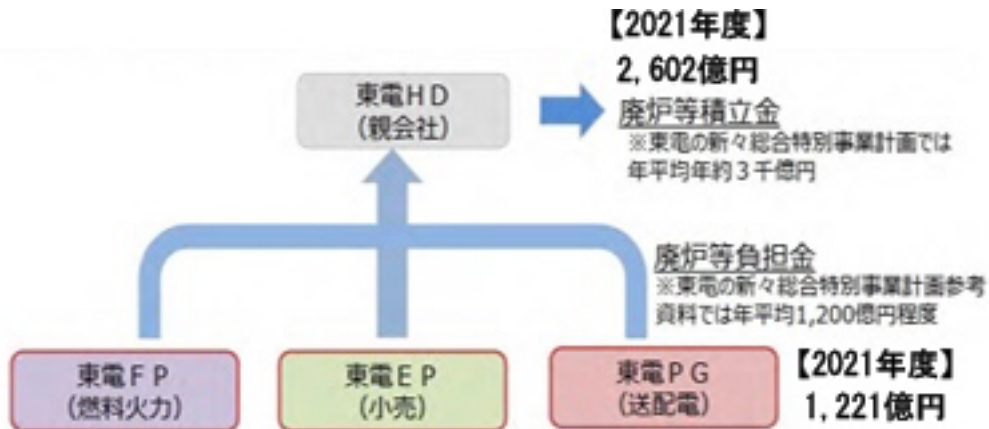 【2021年度】
2,602億円
東電HD
(親会社)
廃炉等積立金
※東電の新々総合特別事業計画では
年平均年約3千億円
廃炉等負担金
※東電の新々総合特別事業計画参考
資料では年平均1,200億円程度
東電FP
(燃料火力)
東電EP
(小売)
東電PG
(送配電)
【2021年度】
1,221億円